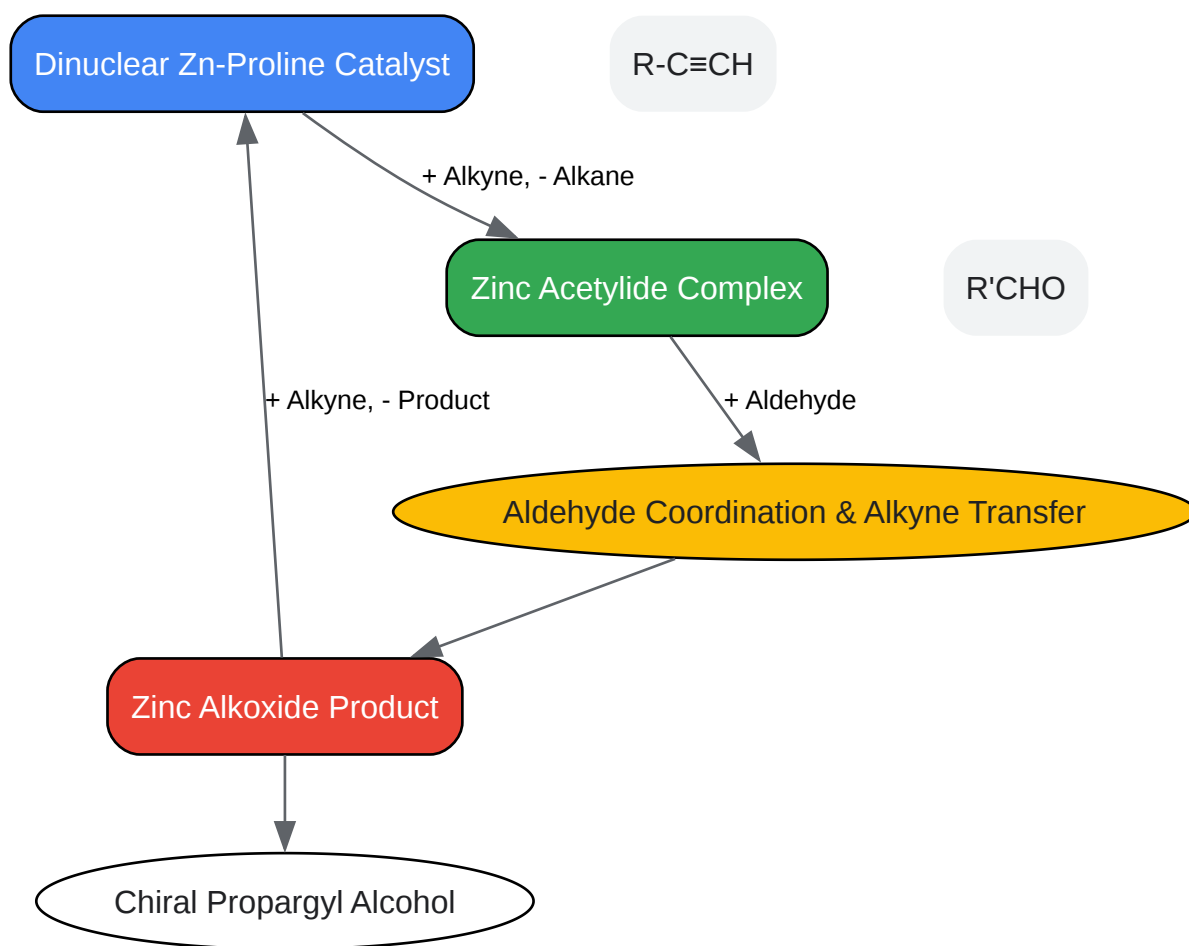 Dinuclear Zn-Proline Catalyst
R-C≡CH
+ Alkyne, - Alkane
Zinc Acetylide Complex
R'CHO
+ Alkyne, - Product
+ Aldehyde
Aldehyde Coordination & Alkyne Transfer
Zinc Alkoxide Product
Chiral Propargyl Alcohol